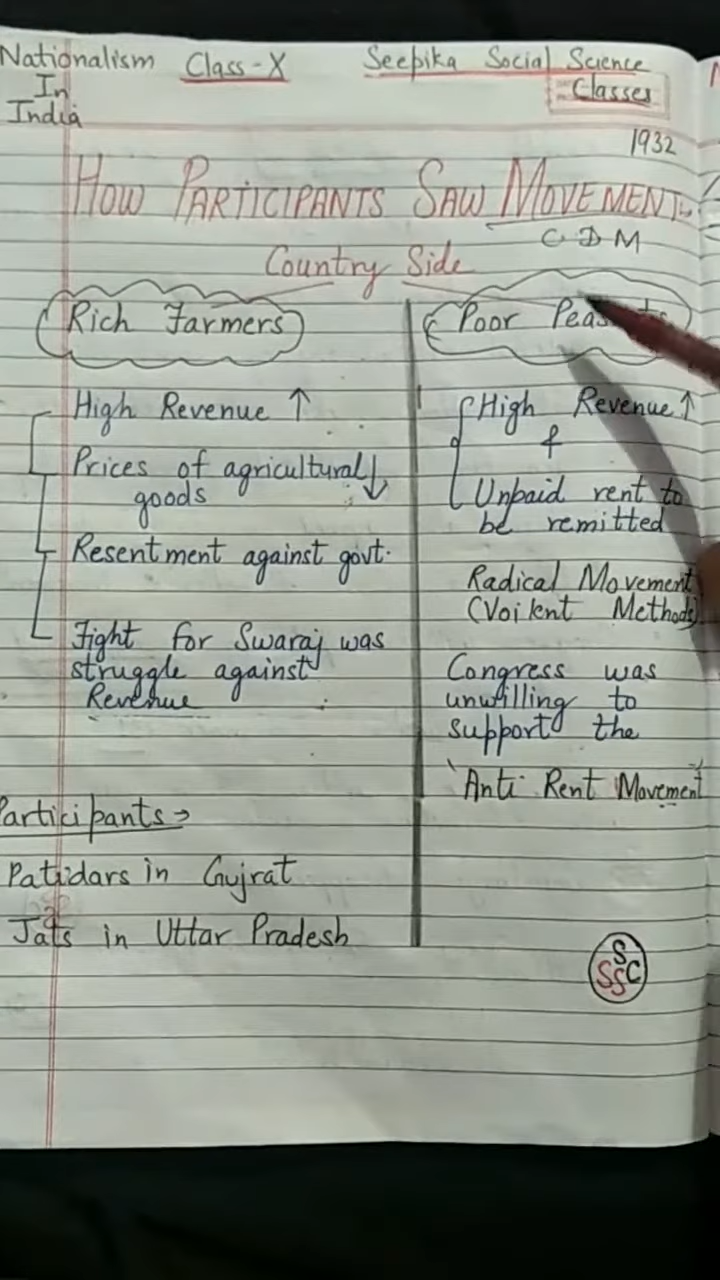 Nationalism
In
India
Class-X
Seepika Social Science
Classes
1932
HOW PARTICIPANTS SAW MOVEMENT
C D M
Country Side
Rich Farmers
High Revenue ↑
Prices of agricultural ↓
goods
Resentment against govt.
Fight for Swaraj was
struggle against
Revenue
Participants →
Patidars in Gujrat
Jats in Uttar Pradesh
Poor
High Revenue ↑
&
Unpaid rent to
be remitted
Radical Movement
(Voilent Methods)
Congress was
unwilling to
support the
'Anti Rent Movement
SSSC